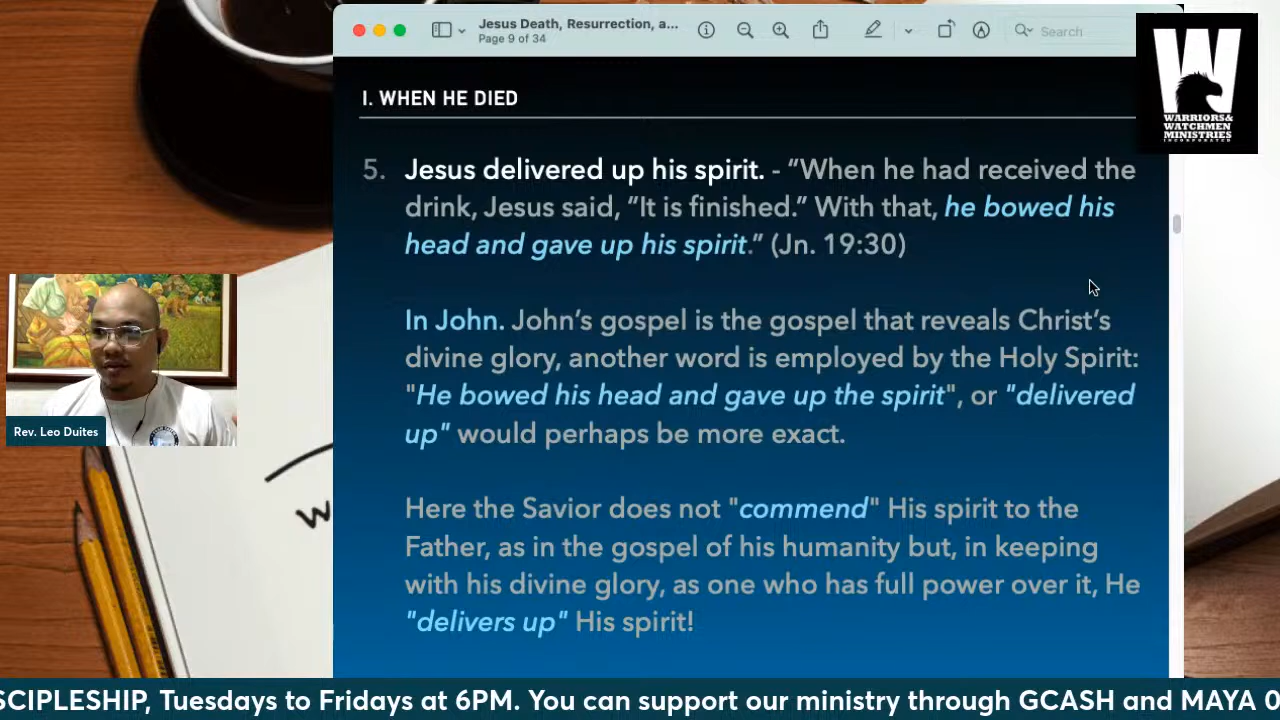 Jesus Death, Resurrection, a...
Page 9 of 34
Search
WARRIORS&
WATCHMEN
MINISTRIES
INCORPORATED
I. WHEN HE DIED
5. Jesus delivered up his spirit. - “When he had received the
drink, Jesus said, “It is finished.” With that, he bowed his
head and gave up his spirit.” (Jn. 19:30)
In John. John’s gospel is the gospel that reveals Christ’s
divine glory, another word is employed by the Holy Spirit:
"He bowed his head and gave up the spirit", or "delivered
up" would perhaps be more exact.
Here the Savior does not "commend" His spirit to the
Father, as in the gospel of his humanity but, in keeping
with his divine glory, as one who has full power over it, He
"delivers up" His spirit!
Rev. Leo Duites
SCIPLESHIP, Tuesdays to Fridays at 6PM. You can support our ministry through GCASH and MAYA 0